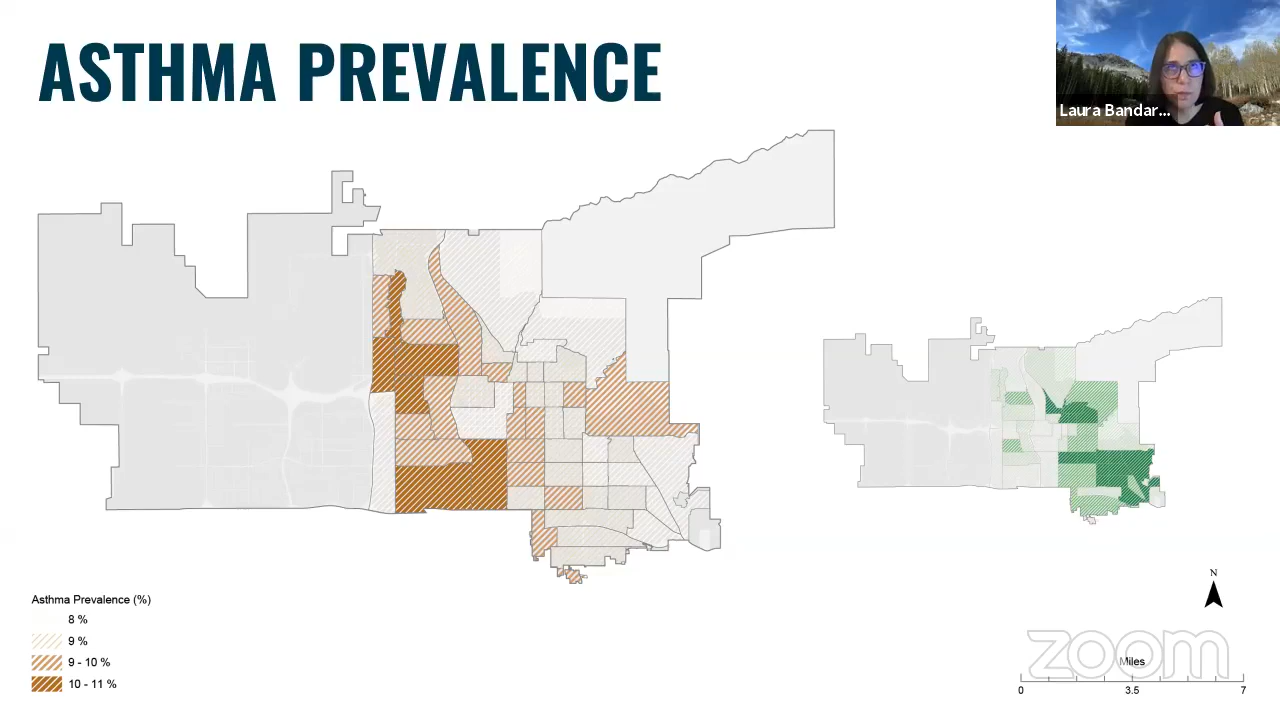 ASTHMA PREVALENCE
Laura Bandar...
Asthma Prevalence (%)
8 %
9 %
9 - 10 %
10 - 11 %
N
zoom
Miles
0 3.5 7